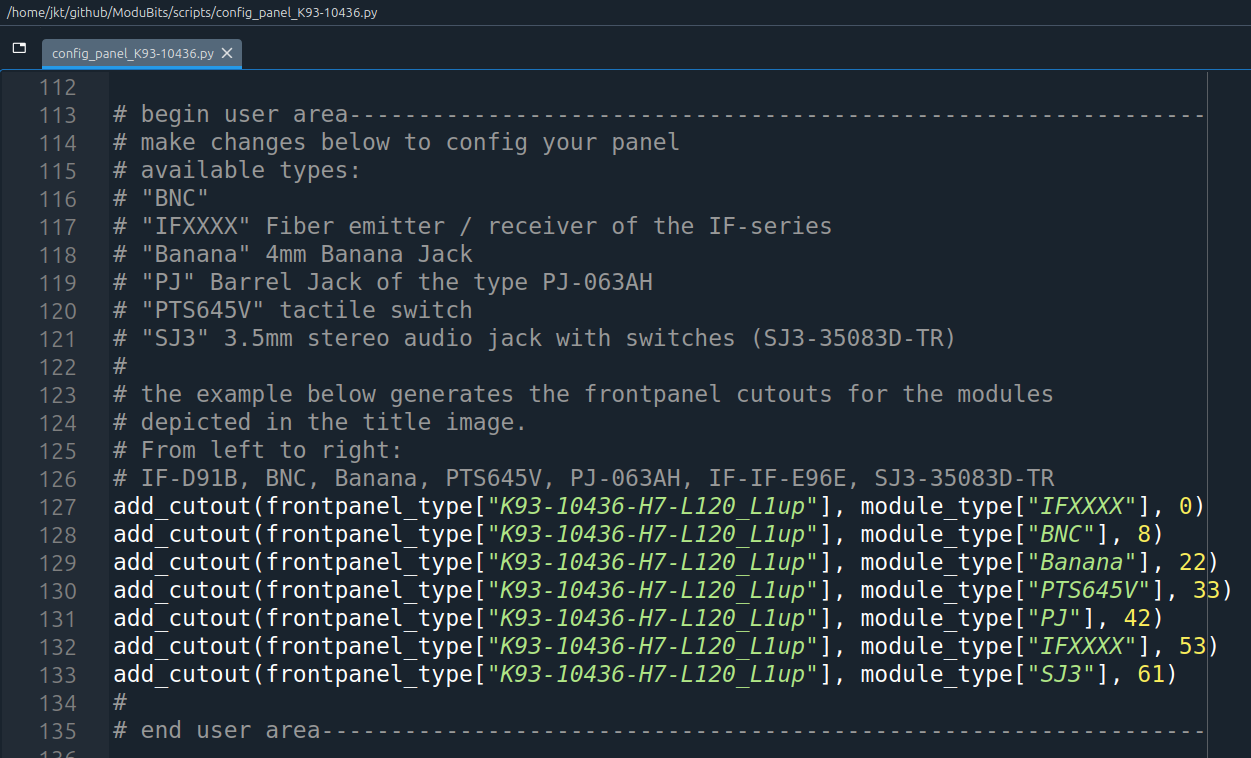 /home/jkt/github/ModuBits/scripts/config_panel_K93-10436.py
config_panel_K93-10436.py
112
113 # begin user area--------------------------------------------------------------
114 # make changes below to config your panel
115 # available types:
116 # "BNC"
117 # "IFXXXX" Fiber emitter / receiver of the IF-series
118 # "Banana" 4mm Banana Jack
119 # "PJ" Barrel Jack of the type PJ-063AH
120 # "PTS645V" tactile switch
121 # "SJ3" 3.5mm stereo audio jack with switches (SJ3-35083D-TR)
122 #
123 # the example below generates the frontpanel cutouts for the modules
124 # depicted in the title image.
125 # From left to right:
126 # IF-D91B, BNC, Banana, PTS645V, PJ-063AH, IF-IF-E96E, SJ3-35083D-TR
127 add_cutout(frontpanel_type["K93-10436-H7-L120_L1up"], module_type["IFXXXX"], 0)
128 add_cutout(frontpanel_type["K93-10436-H7-L120_L1up"], module_type["BNC"], 8)
129 add_cutout(frontpanel_type["K93-10436-H7-L120_L1up"], module_type["Banana"], 22)
130 add_cutout(frontpanel_type["K93-10436-H7-L120_L1up"], module_type["PTS645V"], 33)
131 add_cutout(frontpanel_type["K93-10436-H7-L120_L1up"], module_type["PJ"], 42)
132 add_cutout(frontpanel_type["K93-10436-H7-L120_L1up"], module_type["IFXXXX"], 53)
133 add_cutout(frontpanel_type["K93-10436-H7-L120_L1up"], module_type["SJ3"], 61)
134 #
135 # end user area----------------------------------------------------------------
136